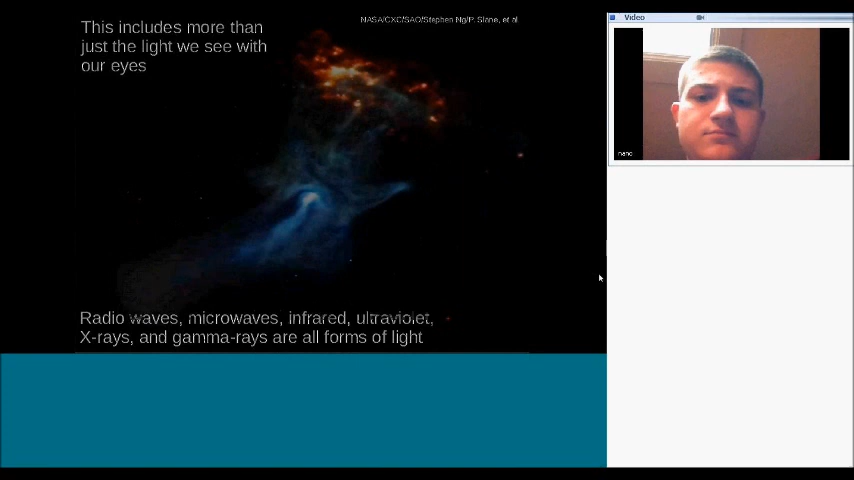 This includes more than
just the light we see with
our eyes
NASA/CXC/SAO/Stephen Ng/P. Slane, et al
Radio waves, microwaves, infrared, ultraviolet,
X-rays, and gamma-rays are all forms of light
Video
nano